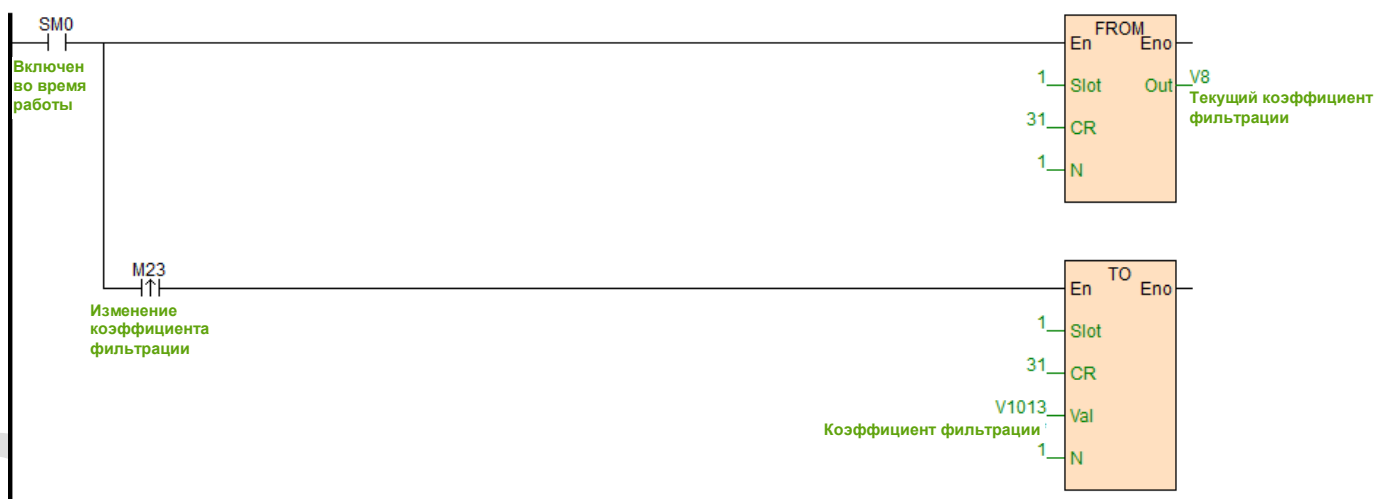 SM0
Включен
во время
работы
FROM
En Eno
1 Slot Out V8
Текущий коэффициент
фильтрации
31 CR
1 N
M23
Изменение
коэффициента
фильтрации
TO
En Eno
1 Slot
31 CR
V1013 Val
Коэффициент фильтрации
1 N